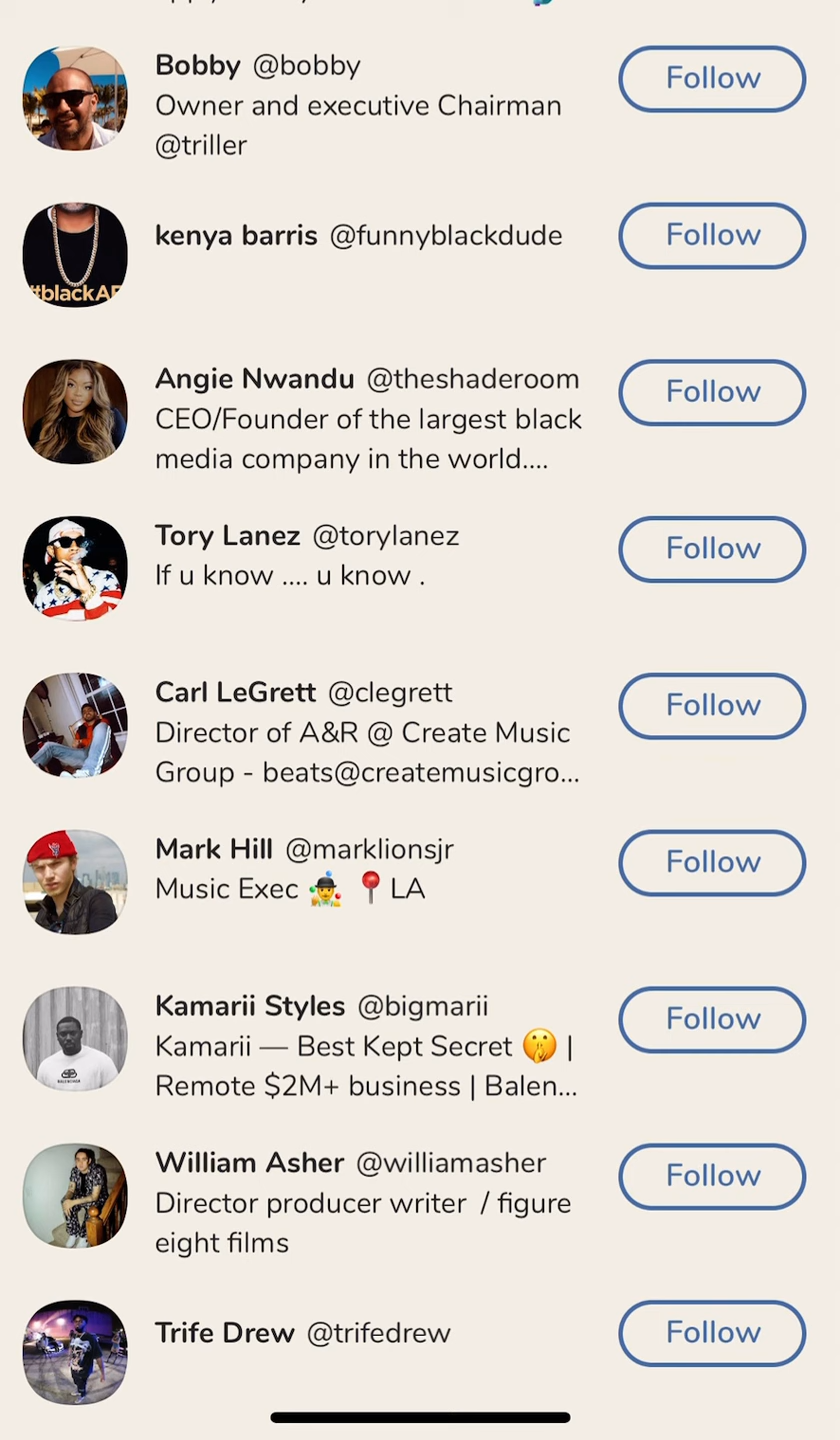 Bobby @bobby
Follow
Owner and executive Chairman
@triller
kenya barris @funnyblackdude
Follow
#blackAF
Angie Nwandu @theshaderoom
Follow
CEO/Founder of the largest black
media company in the world....
Tory Lanez @torylanez
Follow
If u know .... u know .
Carl LeGrett @clegrett
Follow
Director of A&R @ Create Music
Group - beats@createmusicgro...
Mark Hill @marklionsjr
Follow
Music Exec 🤹‍♂️ 📍LA
Kamarii Styles @bigmarii
Follow
Kamarii — Best Kept Secret 🤫 |
Remote $2M+ business | Balen...
BALENCIAGA
William Asher @williamasher
Follow
Director producer writer / figure
eight films
Trife Drew @trifedrew
Follow